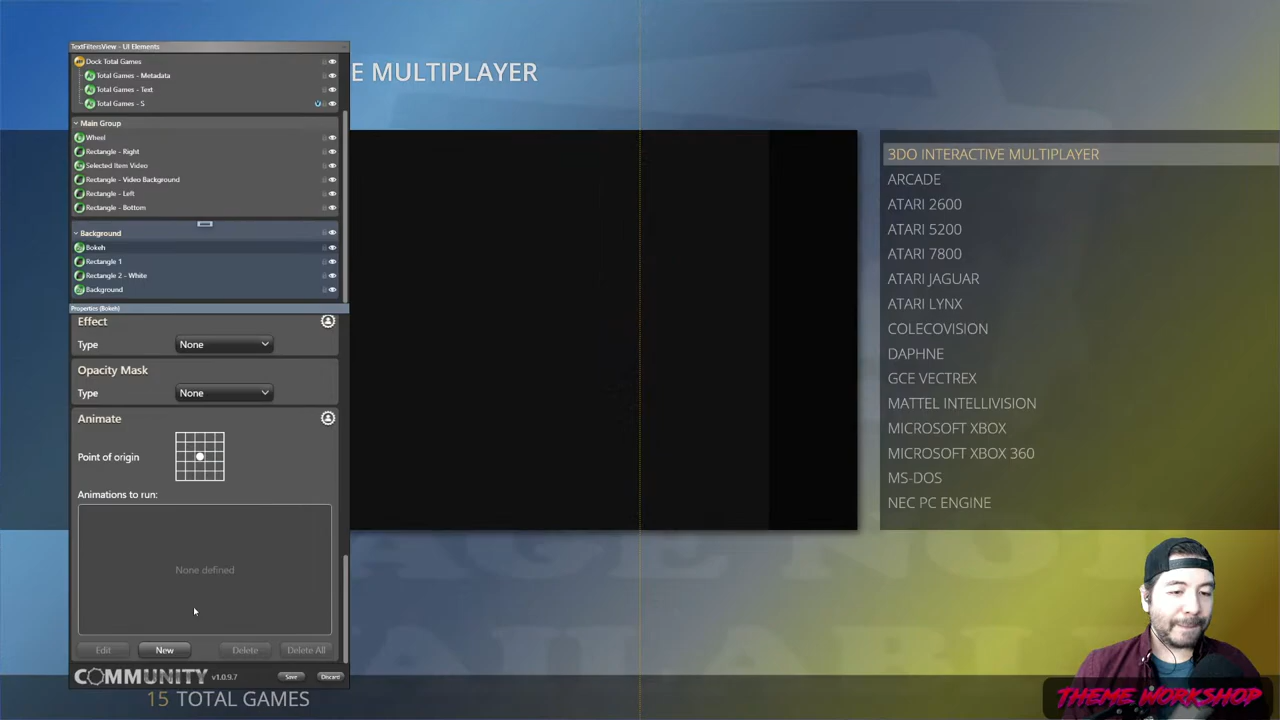 TextFiltersView - UI Elements
Dock Total Games
Total Games - Metadata
Total Games - Text
Total Games - S
Main Group
Wheel
Rectangle - Right
Selected Item Video
Rectangle - Video Background
Rectangle - Left
Rectangle - Bottom
Background
Bokeh
Rectangle 1
Rectangle 2 - White
Background
Properties (Bokeh)
Effect
Type None
Opacity Mask
Type None
Animate
Point of origin
Animations to run:
None defined
Edit New Delete Delete All
COMMUNITY v1.0.9.7 Save Discard
E MULTIPLAYER
3DO INTERACTIVE MULTIPLAYER
ARCADE
ATARI 2600
ATARI 5200
ATARI 7800
ATARI JAGUAR
ATARI LYNX
COLECOVISION
DAPHNE
GCE VECTREX
MATTEL INTELLIVISION
MICROSOFT XBOX
MICROSOFT XBOX 360
MS-DOS
NEC PC ENGINE
15 TOTAL GAMES
THEME WORKSHOP